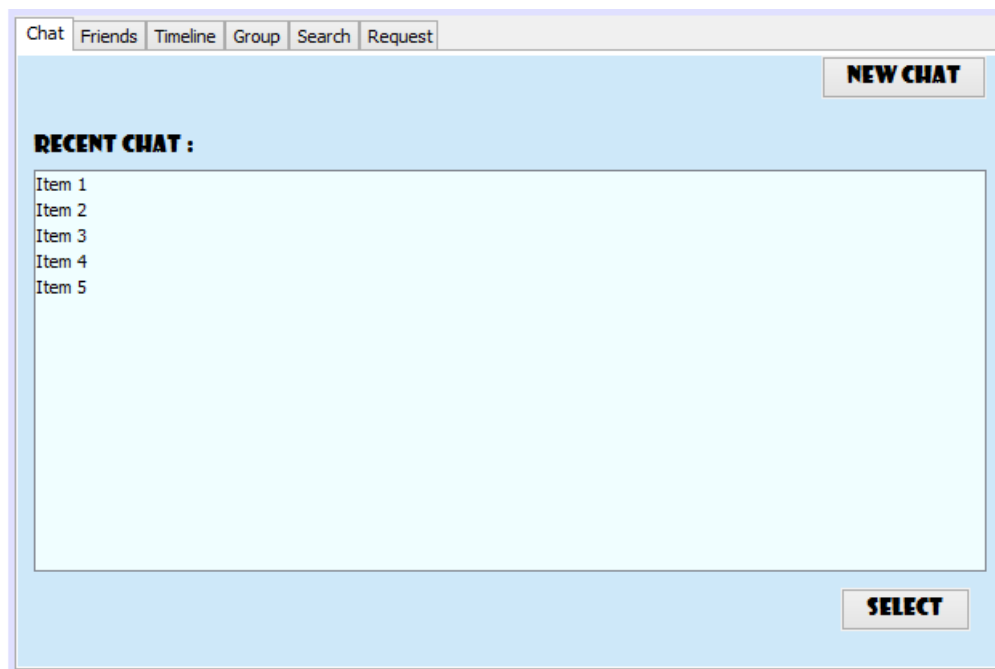 Chat Friends Timeline Group Search Request
NEW CHAT
RECENT CHAT :
Item 1
Item 2
Item 3
Item 4
Item 5
SELECT